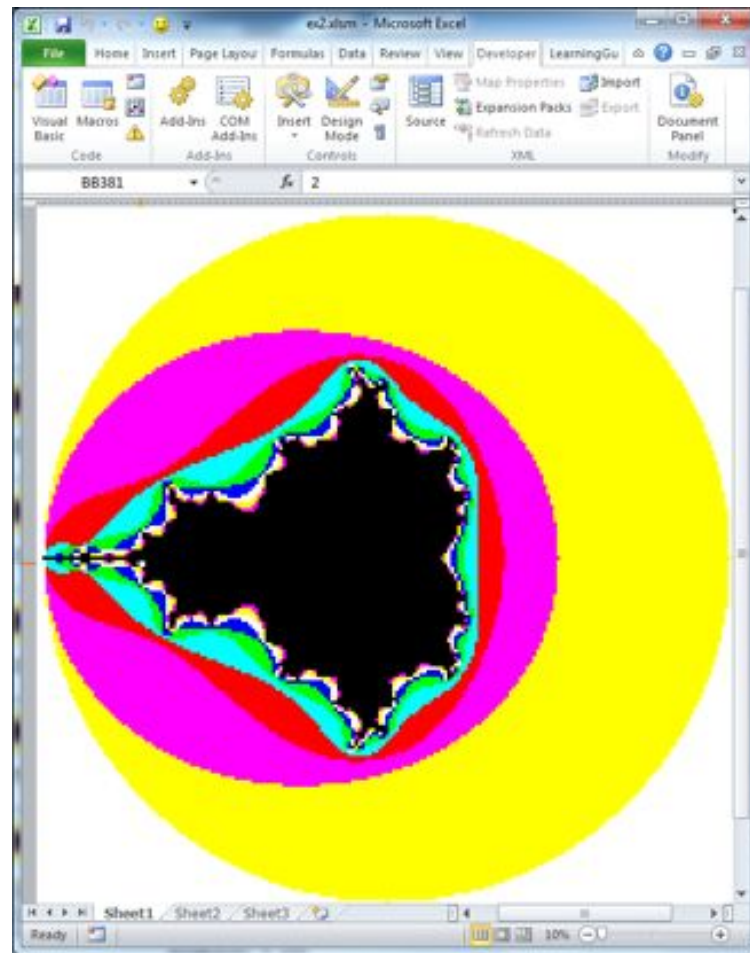 ex2.xlsm - Microsoft Excel
File Home Insert Page Layou Formulas Data Review View Developer LearningGu
Visual Basic Macros Add-Ins COM Add-Ins Insert Design Mode Source Map Properties Import Expansion Packs Export Refresh Data Document Panel
Code Add-Ins Controls XML Modify
BB381 fx 2
Sheet1 Sheet2 Sheet3
Ready 10%